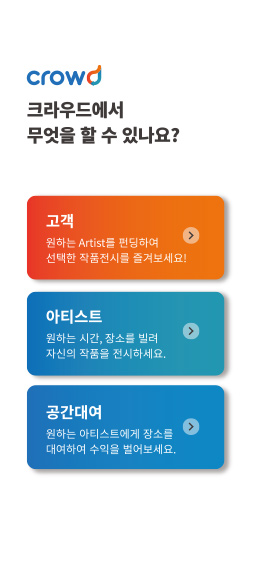 crowd
크라우드에서
무엇을 할 수 있나요?
고객
원하는 Artist를 펀딩하여
선택한 작품전시를 즐겨보세요!
아티스트
원하는 시간, 장소를 빌려
자신의 작품을 전시하세요.
공간대여
원하는 아티스트에게 장소를
대여하여 수익을 벌어보세요.